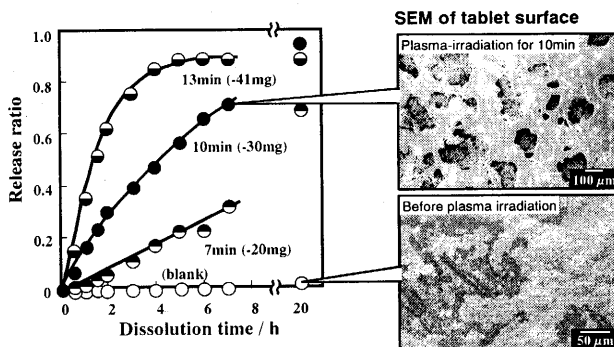 SEM of tablet surface
Plasma-irradiation for 10min
100 μm
Before plasma irradiation
50 μm
Release ratio
1.0
0.8
0.6
0.4
0.2
0
13min (-41mg)
10min (-30mg)
7min (-20mg)
(blank)
0 2 4 6 8 20
Dissolution time / h